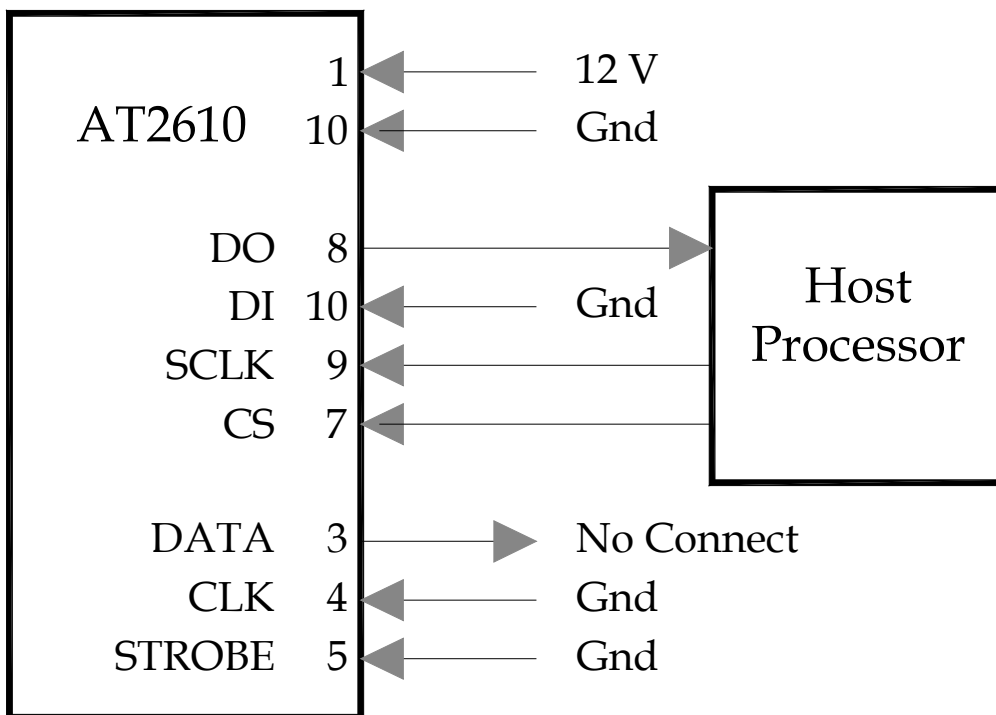 1 12 V
AT2610 10 Gnd
DO 8
DI 10 Gnd
SCLK 9
CS 7
Host
Processor
DATA 3 No Connect
CLK 4 Gnd
STROBE 5 Gnd